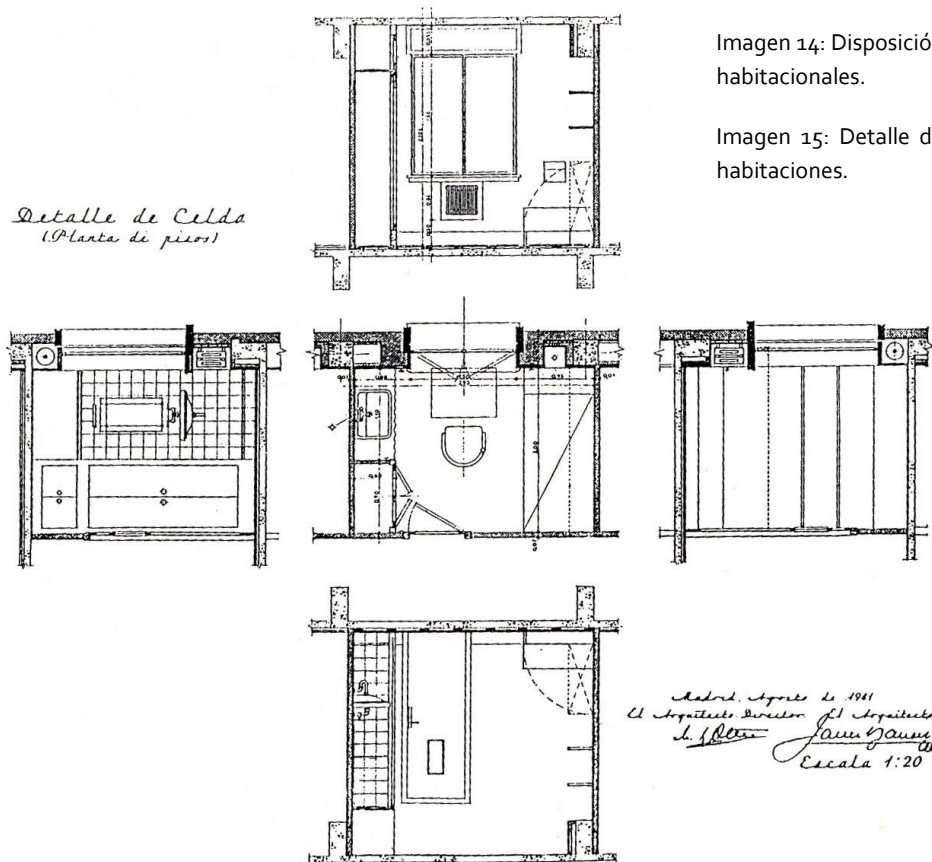 Imagen 14: Disposició
habitacionales.
Imagen 15: Detalle d
habitaciones.
Detalle de Celda
(Planta de pisos)
Madrid, Agosto de 1961
El Arquitecto Director El Arquitecto
Escala 1:20